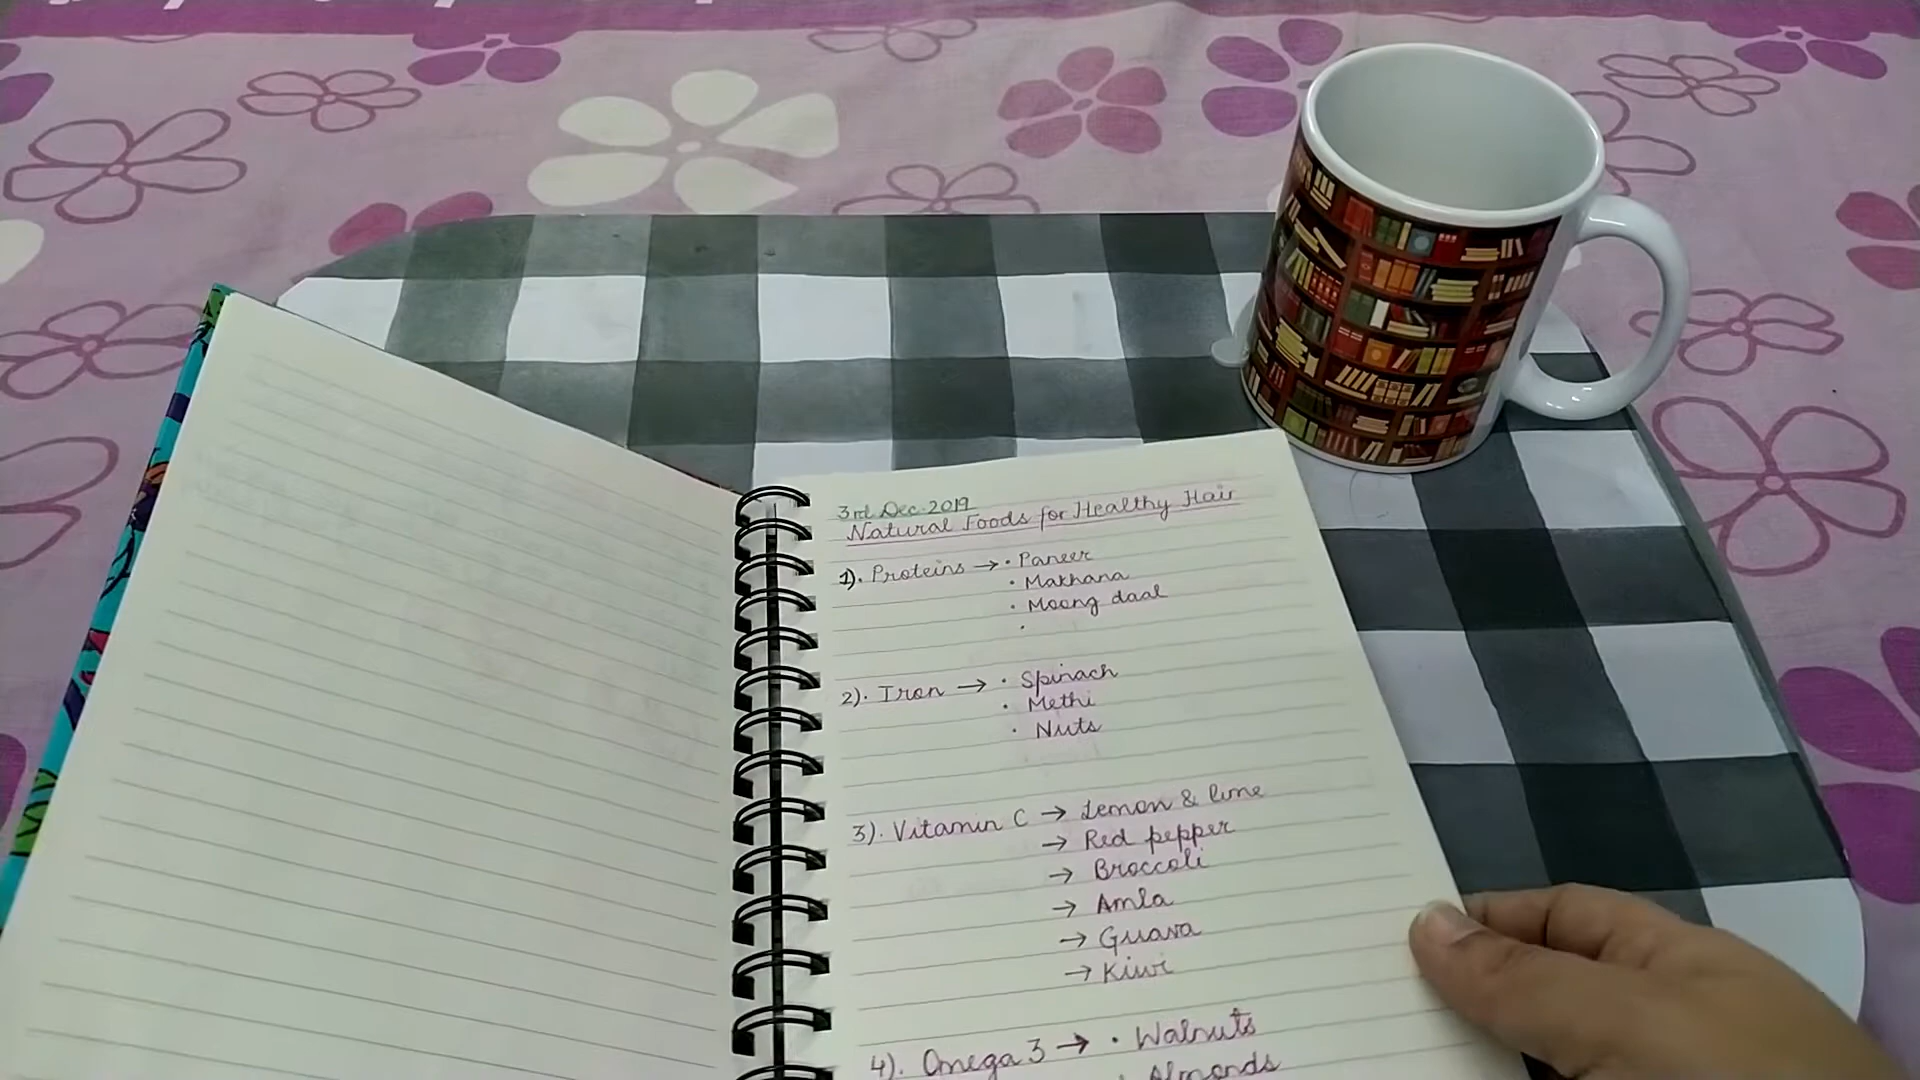 3rd Dec. 2019
Natural Foods for Healthy Hair
1). Proteins → • Paneer
• Makhana
• Moong daal
•
2). Iron → • Spinach
• Methi
• Nuts
3). Vitamin C → Lemon & lime
→ Red pepper
→ Broccoli
→ Amla
→ Guava
→ Kiwi
4). Omega 3 → • Walnuts
• Almonds